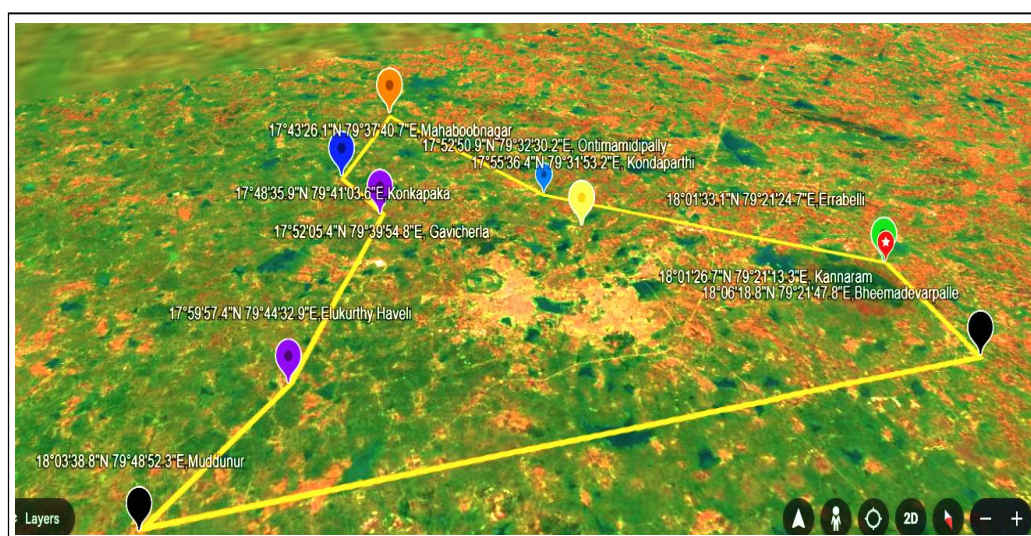 17°43'26.1"N 79°37'40.7"E,Mahaboobnagar
17°52'50.9"N 79°32'30.2"E, Ontimamidipally
17°55'36.4"N 79°31'53.2"E, Kondaparthi
17°48'35.9"N 79°41'03.6"E,Konkapaka
18°01'33.1"N 79°21'24.7"E,Errabelli
17°52'05.4"N 79°39'54.8"E, Gavicherla
18°01'26.7"N 79°21'13.3"E, Kannaram
18°06'18.8"N 79°21'47.8"E,Bheemadevarpalle
17°59'57.4"N 79°44'32.9"E,Elukurthy Haveli
18°03'38.8"N 79°48'52.3"E,Muddunur
Layers
2D